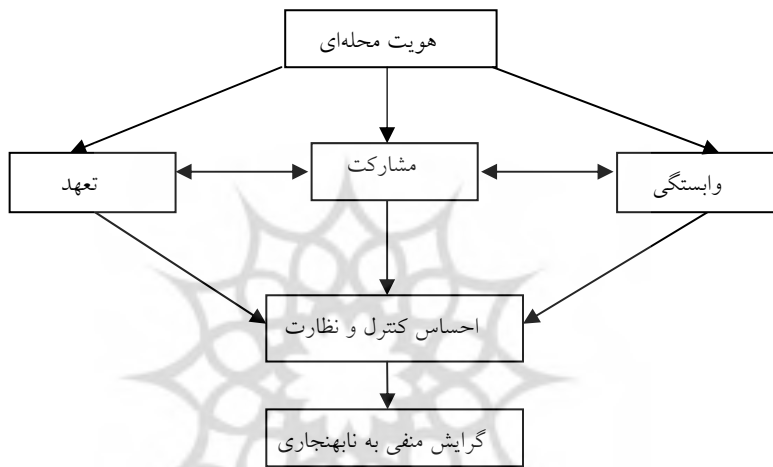 هویت محله‌ای
وابستگی
مشارکت
تعهد
احساس کنترل و نظارت
گرایش منفی به نابهنجاری